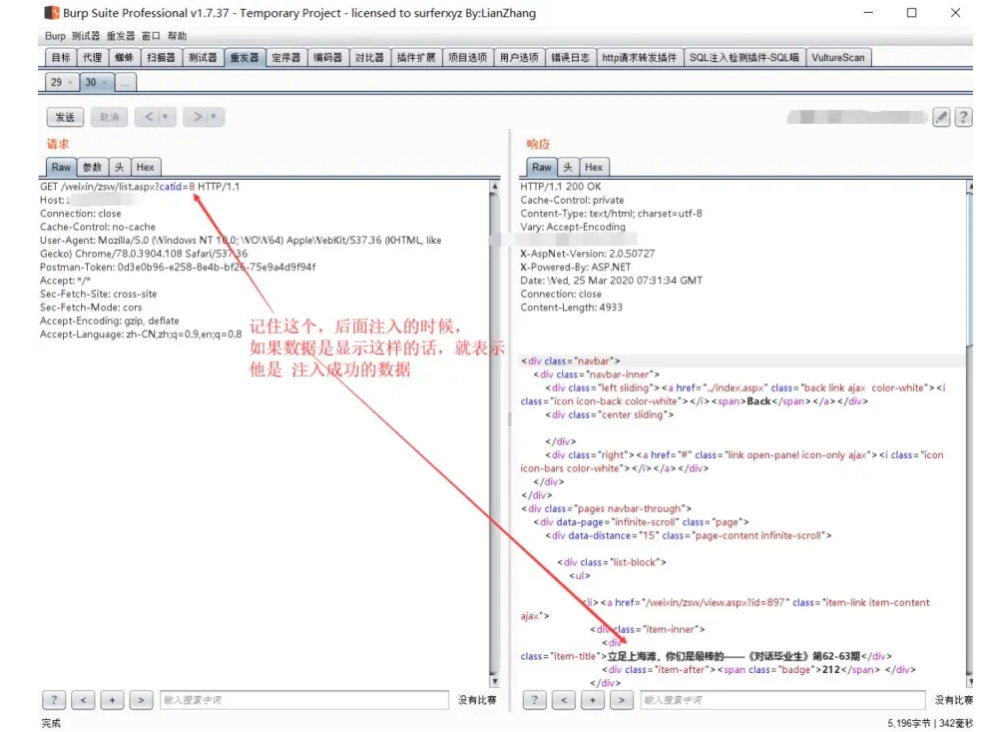 Burp Suite Professional v1.7.37 - Temporary Project - licensed to surferxyz By:LianZhang
Burp 测试器 重发器 窗口 帮助
目标 代理 蜘蛛 扫描器 测试器 重发器 定序器 编码器 对比器 插件扩展 项目选项 用户选项 错误日志 http请求转发插件 SQL注入检测插件-SQL喵 VultureScan
29 × 30 × ...
发送 取消 < > ?
请求
Raw 参数 头 Hex
GET /weixin/zsw/list.aspx?catid=8 HTTP/1.1
Host:
Connection: close
Cache-Control: no-cache
User-Agent: Mozilla/5.0 (Windows NT 10.0; WOW64) AppleWebKit/537.36 (KHTML, like
Gecko) Chrome/78.0.3904.108 Safari/537.36
Postman-Token: 0d3e0b96-e258-8e4b-bf26-75e9a4d9f94f
Accept: */*
Sec-Fetch-Site: cross-site
Sec-Fetch-Mode: cors
Accept-Encoding: gzip, deflate
Accept-Language: zh-CN,zh;q=0.9,en;q=0.8
记住这个，后面注入的时候，
如果数据是显示这样的话，就表示
他是 注入成功的数据
? < + > 输入搜索字词 没有比赛
响应
Raw 头 Hex
HTTP/1.1 200 OK
Cache-Control: private
Content-Type: text/html; charset=utf-8
Vary: Accept-Encoding
X-AspNet-Version: 2.0.50727
X-Powered-By: ASP.NET
Date: Wed, 25 Mar 2020 07:31:34 GMT
Connection: close
Content-Length: 4933
<div class="navbar">
<div class="navbar-inner">
<div class="left sliding"><a href="../index.aspx" class="back link ajax color-white"><i
class="icon icon-back color-white"></i><span>Back</span></a></div>
<div class="center sliding">
</div>
<div class="right"><a href="#" class="link open-panel icon-only ajax"><i class="icon
icon-bars color-white"></i></a></div>
</div>
</div>
<div class="pages navbar-through">
<div data-page="infinite-scroll" class="page">
<div data-distance="15" class="page-content infinite-scroll">
<div class="list-block">
<ul>
<li><a href="/weixin/zsw/view.aspx?id=897" class="item-link item-content
ajax">
<div class="item-inner">
<div
class="item-title">立足上海滩，你们是最棒的——《对话毕业生》第62-63期</div>
<div class="item-after"><span class="badge">212</span> </div>
</div>
? < + > 输入搜索字词 没有比赛
完成
5,196字节 | 342毫秒